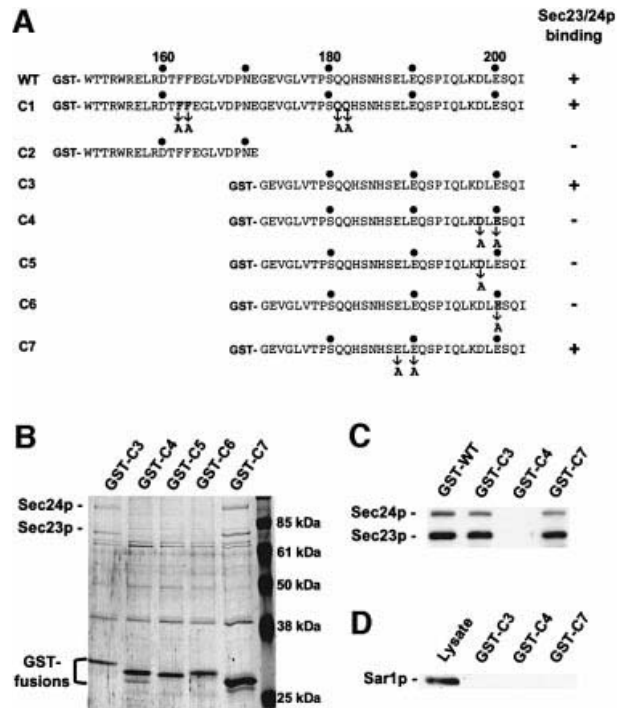 A
Sec23/24p
binding
160 180 200
WT GST- WTTRWRELRDTFFEGLVDPNEGEVGLVTPSQQHSNHSELEQSPIQLKDLESQI +
C1 GST- WTTRWRELRDTFFEGLVDPNEGEVGLVTPSQQHSNHSELEQSPIQLKDLESQI +
A A A A
C2 GST- WTTRWRELRDTFFEGLVDPNE -
C3 GST- GEVGLVTPSQQHSNHSELEQSPIQLKDLESQI +
C4 GST- GEVGLVTPSQQHSNHSELEQSPIQLKDLESQI -
A A
C5 GST- GEVGLVTPSQQHSNHSELEQSPIQLKDLESQI -
A
C6 GST- GEVGLVTPSQQHSNHSELEQSPIQLKDLESQI -
A
C7 GST- GEVGLVTPSQQHSNHSELEQSPIQLKDLESQI +
A A
B
GST-C3 GST-C4 GST-C5 GST-C6 GST-C7
Sec24p -
Sec23p -
85 kDa
61 kDa
50 kDa
38 kDa
GST-
fusions
25 kDa
C
GST-WT GST-C3 GST-C4 GST-C7
Sec24p -
Sec23p -
D
Lysate GST-C3 GST-C4 GST-C7
Sar1p -